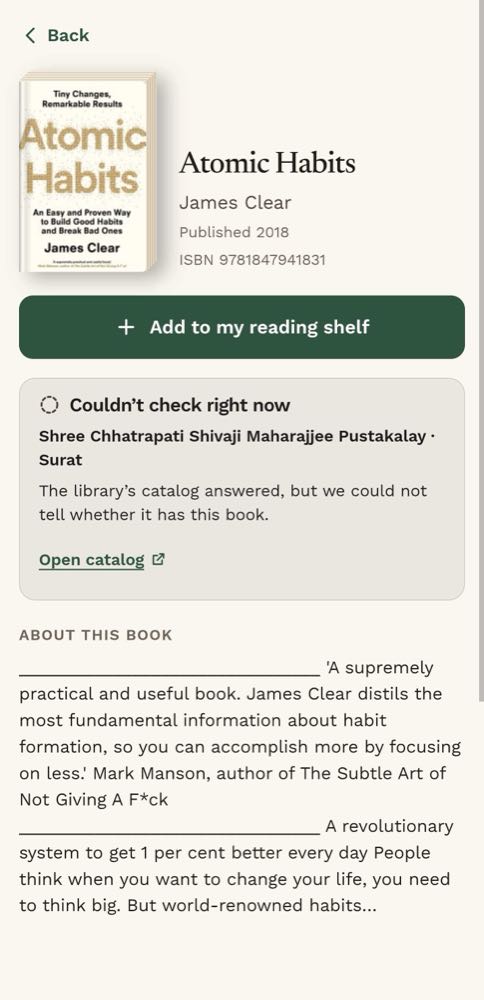 Back
Tiny Changes,
Remarkable Results
Atomic
Habits
An Easy and Proven Way
to Build Good Habits
and Break Bad Ones
James Clear
Atomic Habits
James Clear
Published 2018
ISBN 9781847941831
+ Add to my reading shelf
Couldn’t check right now
Shree Chhatrapati Shivaji Maharajjee Pustakalay ·
Surat
The library’s catalog answered, but we could not
tell whether it has this book.
Open catalog
ABOUT THIS BOOK
________________________________ 'A supremely
practical and useful book. James Clear distils the
most fundamental information about habit
formation, so you can accomplish more by focusing
on less.' Mark Manson, author of The Subtle Art of
Not Giving A F*ck
________________________________ A revolutionary
system to get 1 per cent better every day People
think when you want to change your life, you need
to think big. But world-renowned habits...